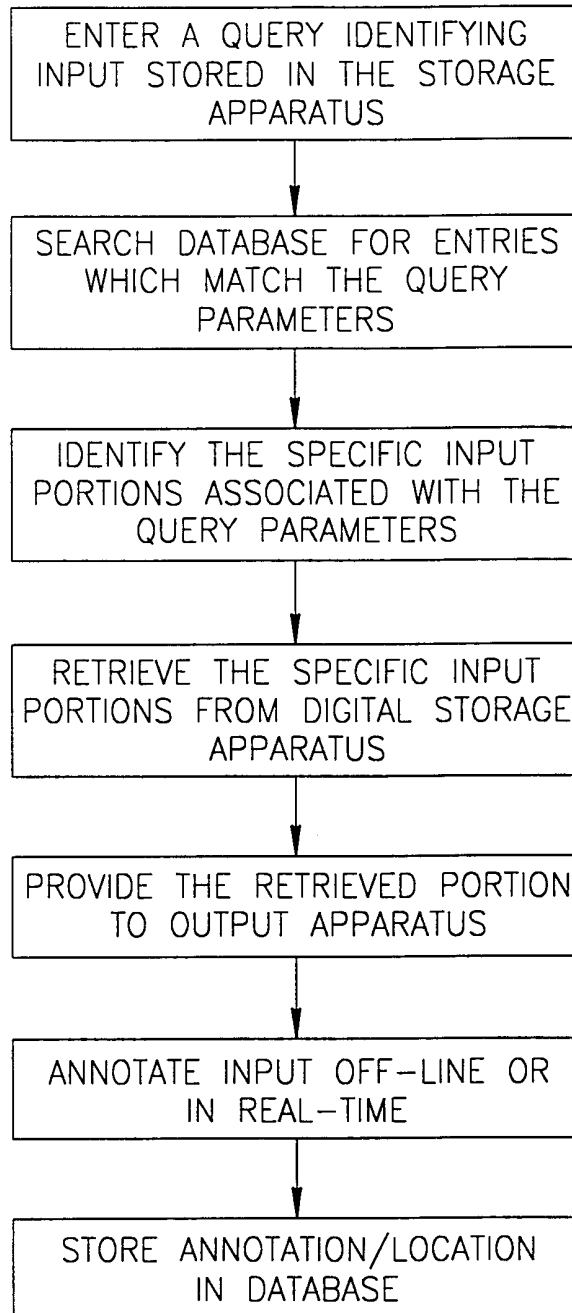 ENTER A QUERY IDENTIFYING
INPUT STORED IN THE STORAGE
APPARATUS
SEARCH DATABASE FOR ENTRIES
WHICH MATCH THE QUERY
PARAMETERS
IDENTIFY THE SPECIFIC INPUT
PORTIONS ASSOCIATED WITH THE
QUERY PARAMETERS
RETRIEVE THE SPECIFIC INPUT
PORTIONS FROM DIGITAL STORAGE
APPARATUS
PROVIDE THE RETRIEVED PORTION
TO OUTPUT APPARATUS
ANNOTATE INPUT OFF-LINE OR
IN REAL-TIME
STORE ANNOTATION/LOCATION
IN DATABASE